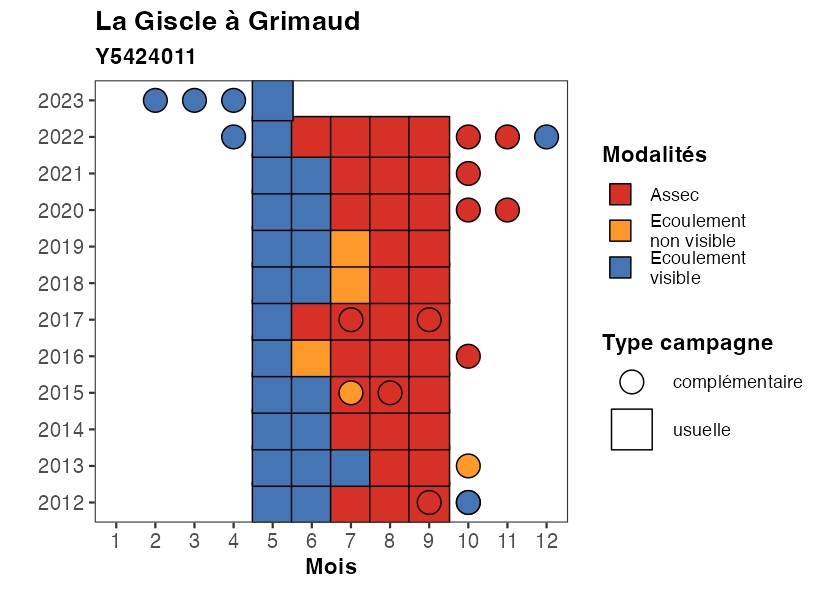 La Giscle à Grimaud
Y5424011
2023
2022
2021
2020
2019
2018
2017
2016
2015
2014
2013
2012
1 2 3 4 5 6 7 8 9 10 11 12
Mois
Modalités
Assec
Ecoulement
non visible
Ecoulement
visible
Type campagne
complémentaire
usuelle